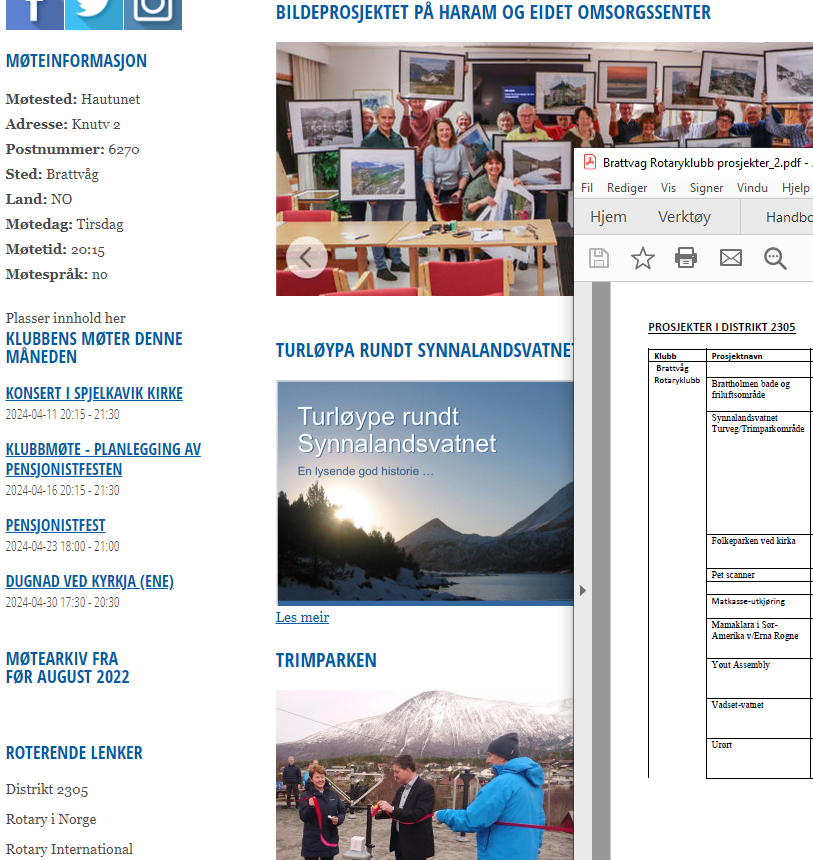 MØTEINFORMASJON
Møtested: Hautunet
Adresse: Knutv 2
Postnummer: 6270
Sted: Brattvåg
Land: NO
Møtedag: Tirsdag
Møtetid: 20:15
Møtespråk: no
Plasser innhold her
KLUBBENS MØTER DENNE
MÅNEDEN
KONSERT I SPJELKAVIK KIRKE
2024-04-11 20:15 - 21:30
KLUBBMØTE - PLANLEGGING AV
PENSJONISTFESTEN
2024-04-16 20:15 - 21:30
PENSJONISTFEST
2024-04-23 18:00 - 21:00
DUGNAD VED KYRKJA (ENE)
2024-04-30 17:30 - 20:30
MØTEARKIV FRA
FØR AUGUST 2022
ROTERENDE LENKER
Distrikt 2305
Rotary i Norge
Rotary International
BILDEPROSJEKTET PÅ HARAM OG EIDET OMSORGSSENTER
TURLØYPA RUNDT SYNNALANDSVATNET
Turløype rundt
Synnalandsvatnet
En lysende god historie ...
Les meir
TRIMPARKEN
Brattvag Rotaryklubb prosjekter_2.pdf -
Fil Rediger Vis Signer Vindu Hjelp
Hjem Verktøy Handbo
PROSJEKTER I DISTRIKT 2305
Klubb Prosjektnavn
Brattvåg
Rotaryklubb
Brattholmen bade og
friluftsområde
Synnalandsvatnet
Turveg/Trimparkområde
Folkeparken ved kirka
Pet scanner
Matkasse-utkjøring
Mamaklara i Sør-
Amerika v/Erna Rogne
Yout Assembly
Vadset-vatnet
Urørt